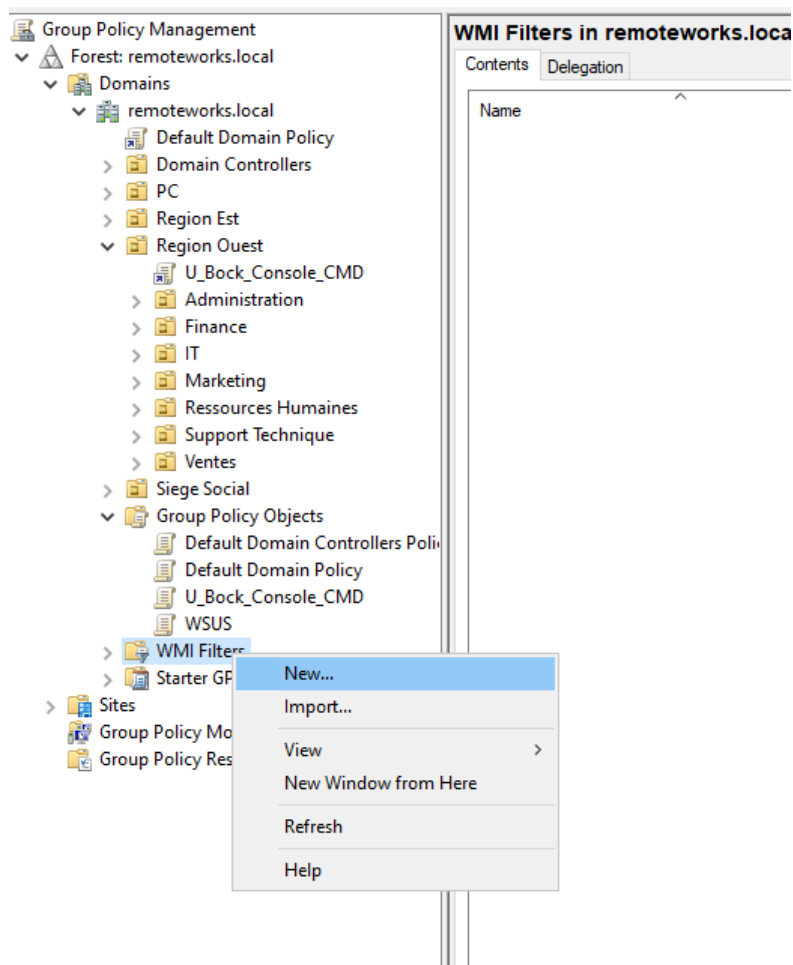 Group Policy Management
Forest: remoteworks.local
Domains
remoteworks.local
Default Domain Policy
Domain Controllers
PC
Region Est
Region Ouest
U_Bock_Console_CMD
Administration
Finance
IT
Marketing
Ressources Humaines
Support Technique
Ventes
Siege Social
Group Policy Objects
Default Domain Controllers Poli
Default Domain Policy
U_Bock_Console_CMD
WSUS
WMI Filters
Starter GP
Sites
Group Policy Mo
Group Policy Res
New...
Import...
View
New Window from Here
Refresh
Help
WMI Filters in remoteworks.loca
Contents Delegation
Name